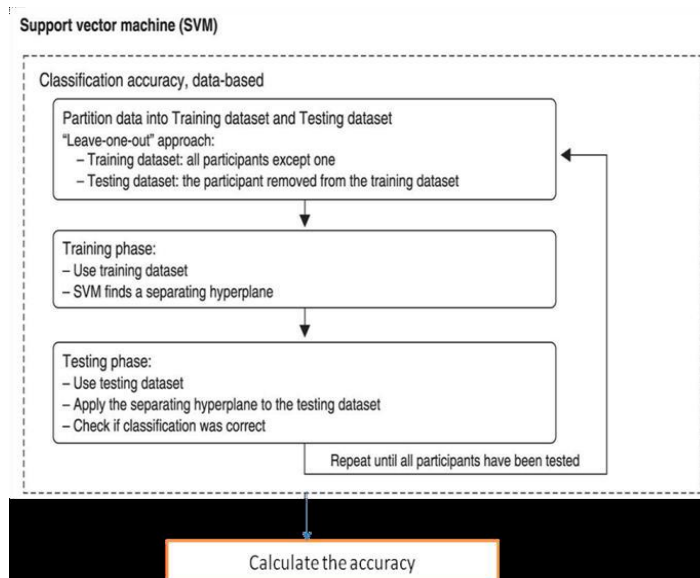 Support vector machine (SVM)
Classification accuracy, data-based
Partition data into Training dataset and Testing dataset
“Leave-one-out” approach:
– Training dataset: all participants except one
– Testing dataset: the participant removed from the training dataset
Training phase:
– Use training dataset
– SVM finds a separating hyperplane
Testing phase:
– Use testing dataset
– Apply the separating hyperplane to the testing dataset
– Check if classification was correct
Repeat until all participants have been tested
Calculate the accuracy